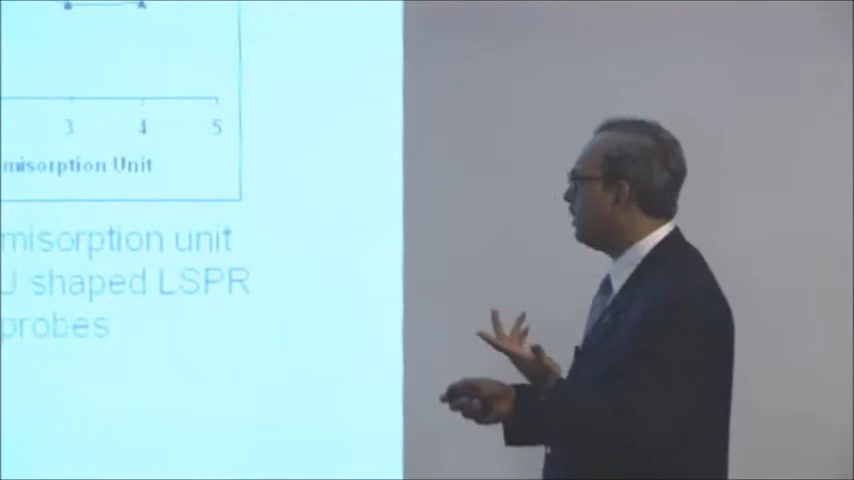 3 4 5
misorption Unit
misorption unit
U shaped LSPR
probes